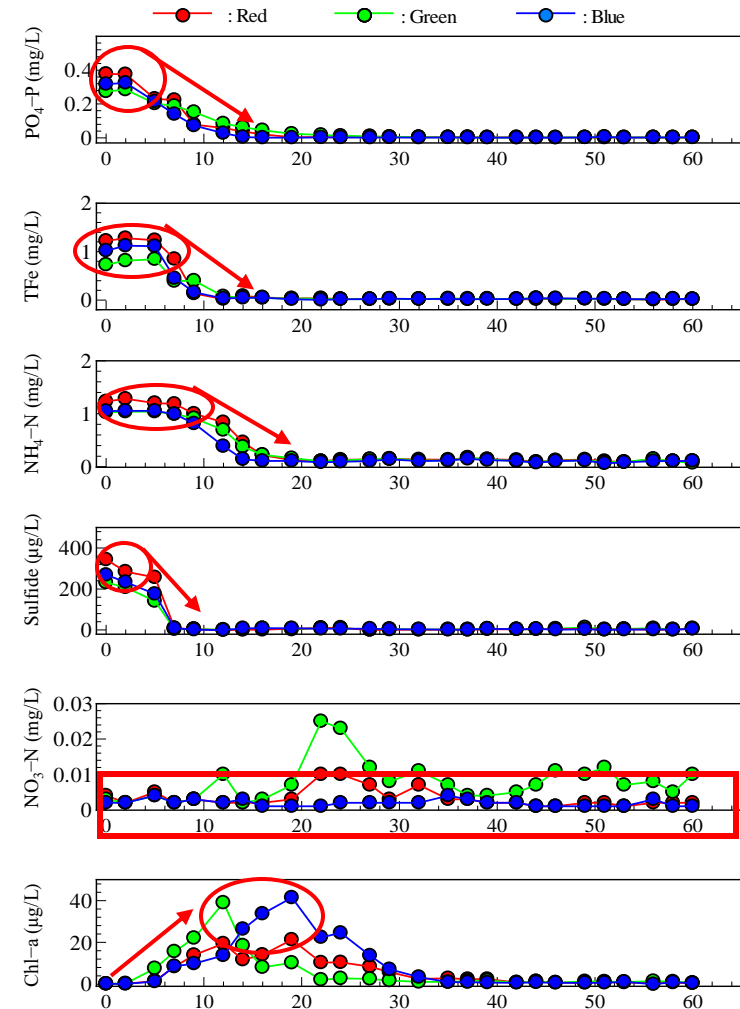 : Red : Green : Blue
PO₄−P (mg/L)
0.4
0.2
0
0 10 20 30 40 50 60
TFe (mg/L)
2
1
0
0 10 20 30 40 50 60
NH₄−N (mg/L)
2
1
0
0 10 20 30 40 50 60
Sulfide (μg/L)
400
200
0
0 10 20 30 40 50 60
NO₃−N (mg/L)
0.03
0.02
0.01
0
0 10 20 30 40 50 60
Chl−a (μg/L)
40
20
0
0 10 20 30 40 50 60